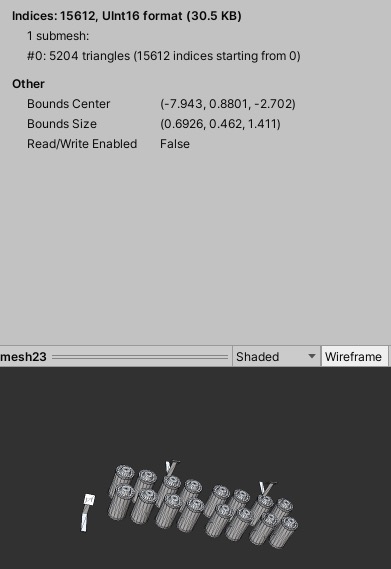 Indices: 15612, UInt16 format (30.5 KB)
1 submesh:
#0: 5204 triangles (15612 indices starting from 0)
Other
Bounds Center (-7.943, 0.8801, -2.702)
Bounds Size (0.6926, 0.462, 1.411)
Read/Write Enabled False
mesh23 Shaded Wireframe